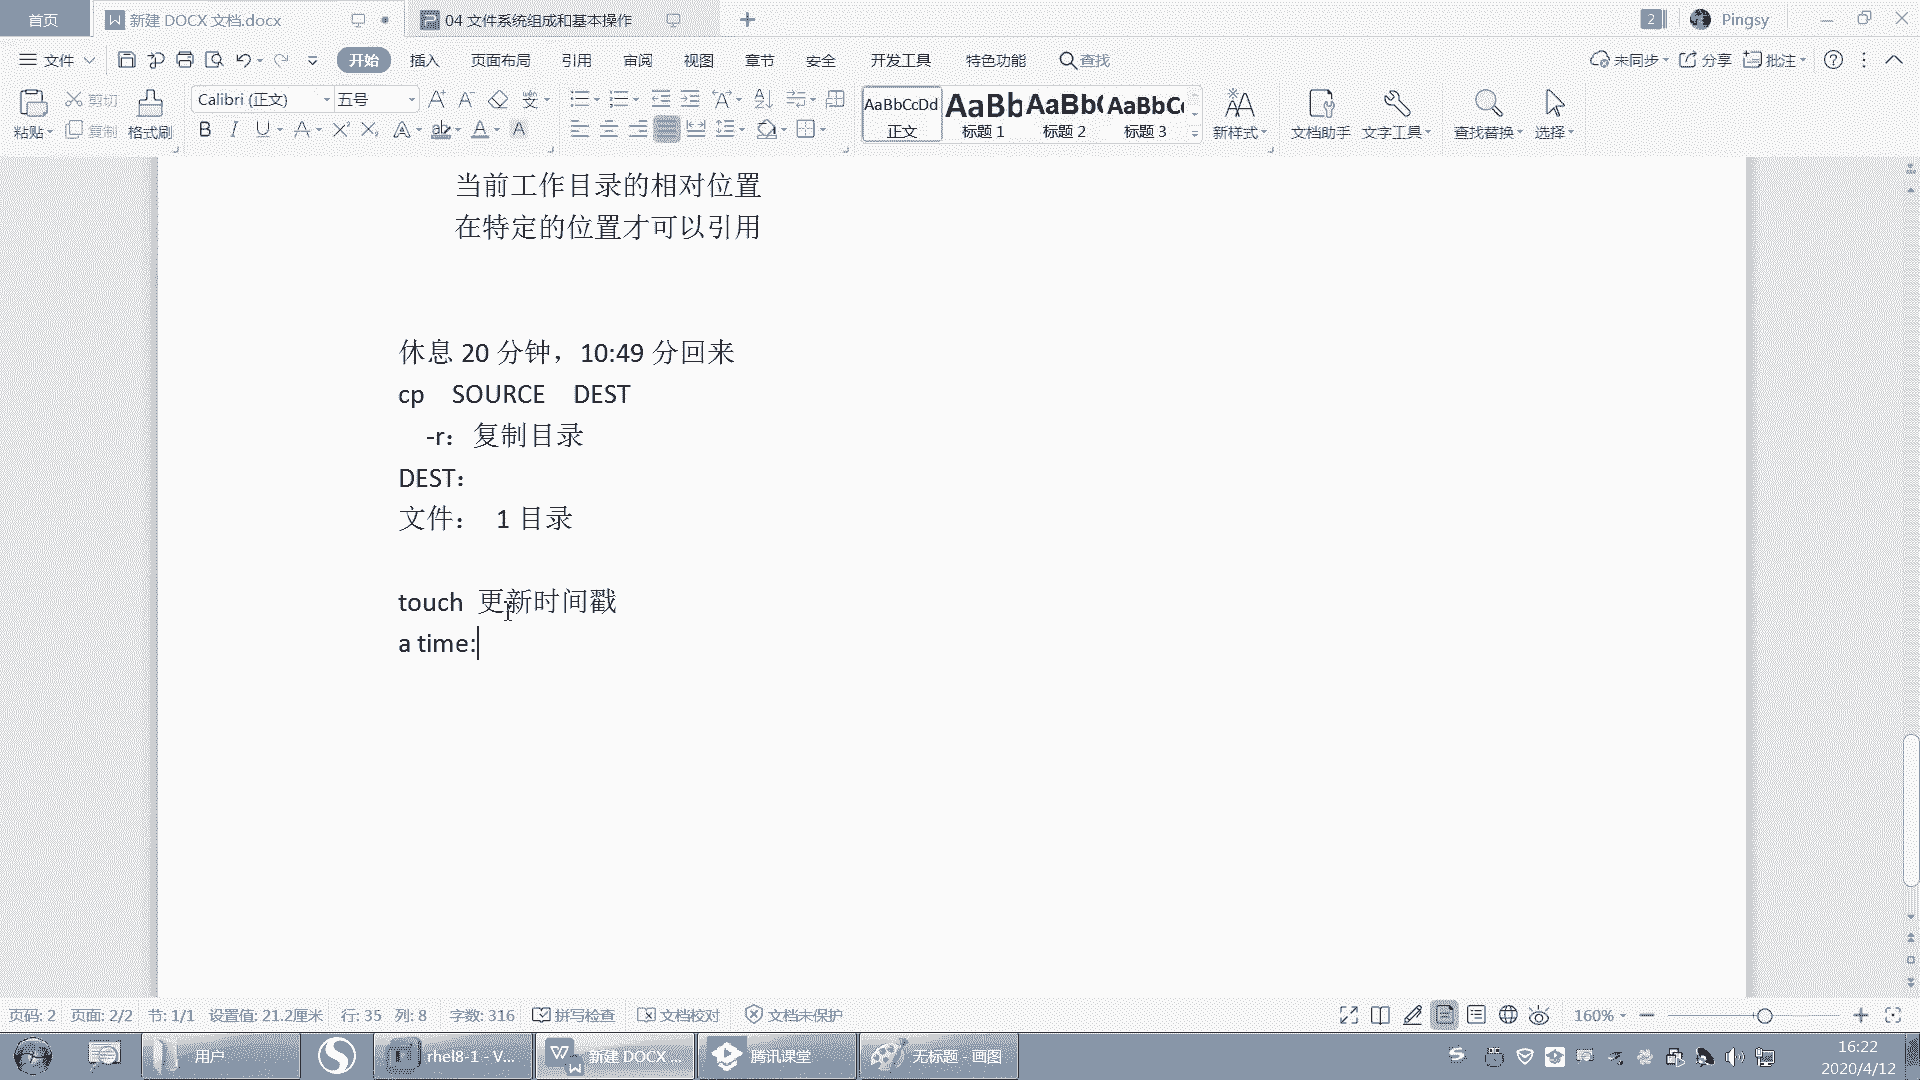 首页
新建 DOCX 文档.docx
04 文件系统组成和基本操作
2
Pingsy
文件
开始
插入
页面布局
引用
审阅
视图
章节
安全
开发工具
特色功能
查找
未同步
分享
批注
粘贴
剪切
复制
格式刷
Calibri (正文)
五号
AaBbCcDd
正文
AaBb
标题 1
AaBb(
标题 2
AaBbC
标题 3
新样式
文档助手
文字工具
查找替换
选择
当前工作目录的相对位置
在特定的位置才可以引用
休息 20 分钟，10:49 分回来
cp SOURCE DEST
-r：复制目录
DEST：
文件： 1 目录
touch 更新时间戳
a time:
页码: 2 页面: 2/2 节: 1/1 设置值: 21.2厘米 行: 35 列: 8 字数: 316 拼写检查 文档校对 文档未保护
160%
用户
rhel8-1 - V...
新建 DOCX ...
腾讯课堂
无标题 - 画图
16:22
2020/4/12